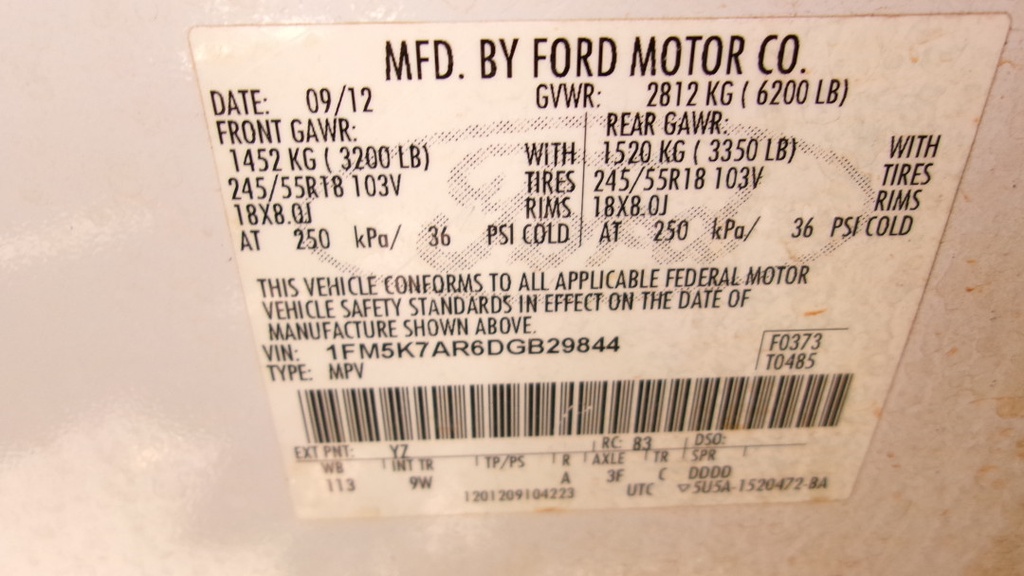 MFD. BY FORD MOTOR CO.
DATE: 09/12 GVWR: 2812 KG ( 6200 LB)
FRONT GAWR: REAR GAWR:
1452 KG ( 3200 LB) WITH 1520 KG ( 3350 LB) WITH
245/55R18 103V TIRES 245/55R18 103V TIRES
18X8.0J RIMS 18X8.0J RIMS
AT 250 kPa/ 36 PSI COLD AT 250 kPa/ 36 PSI COLD
THIS VEHICLE CONFORMS TO ALL APPLICABLE FEDERAL MOTOR
VEHICLE SAFETY STANDARDS IN EFFECT ON THE DATE OF
MANUFACTURE SHOWN ABOVE.
VIN: 1FM5K7AR6DGB29844 F0373
TYPE: MPV T0485
EXT PNT: Y7 RC: 83 DSO:
WB INT TR TP/PS R AXLE TR SPR
113 9W A 3F C DDDD
1201209104223 UTC ▽5U5A-1520472-BA